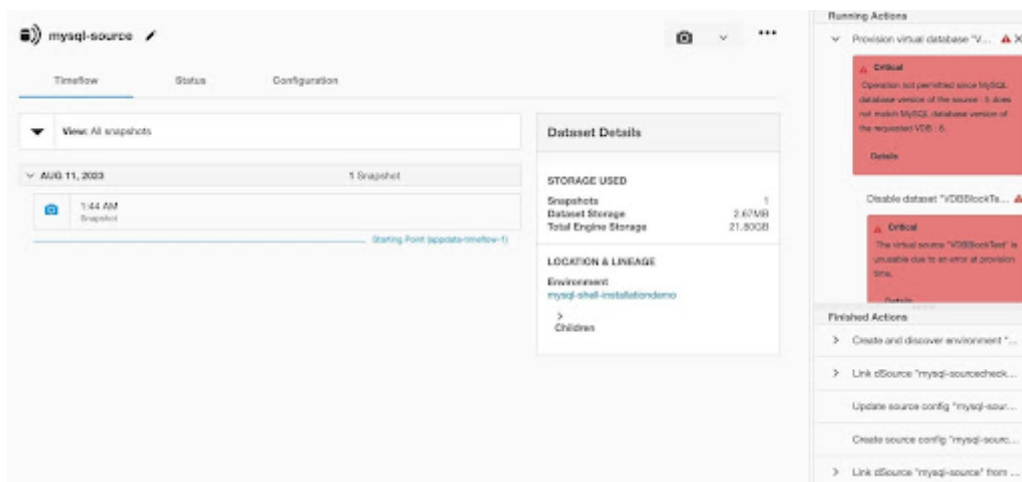 mysql-source
Timeflow Status Configuration
View: All snapshots
AUG 11, 2023 1 Snapshot
1:44 AM
Snapshot
Starting Point (appdata-timeflow-1)
Dataset Details
STORAGE USED
Snapshots 1
Dataset Storage 2.67MB
Total Engine Storage 21.80GB
LOCATION & LINEAGE
Environment
mysql-shell-installationdemo
Children
Running Actions
Provision virtual database "V...
Critical
Operation not permitted since MySQL
database version of the source : 5 does
not match MySQL database version of
the requested VDB : 8.
Details
Disable dataset "VDBBlockTe...
Critical
The virtual source "VDBBlockTest" is
unusable due to an error at provision
time.
Details
Finished Actions
Create and discover environment "...
Link dSource "mysql-sourcecheck...
Update source config "mysql-sour...
Create source config "mysql-sourc...
Link dSource "mysql-source" from ...